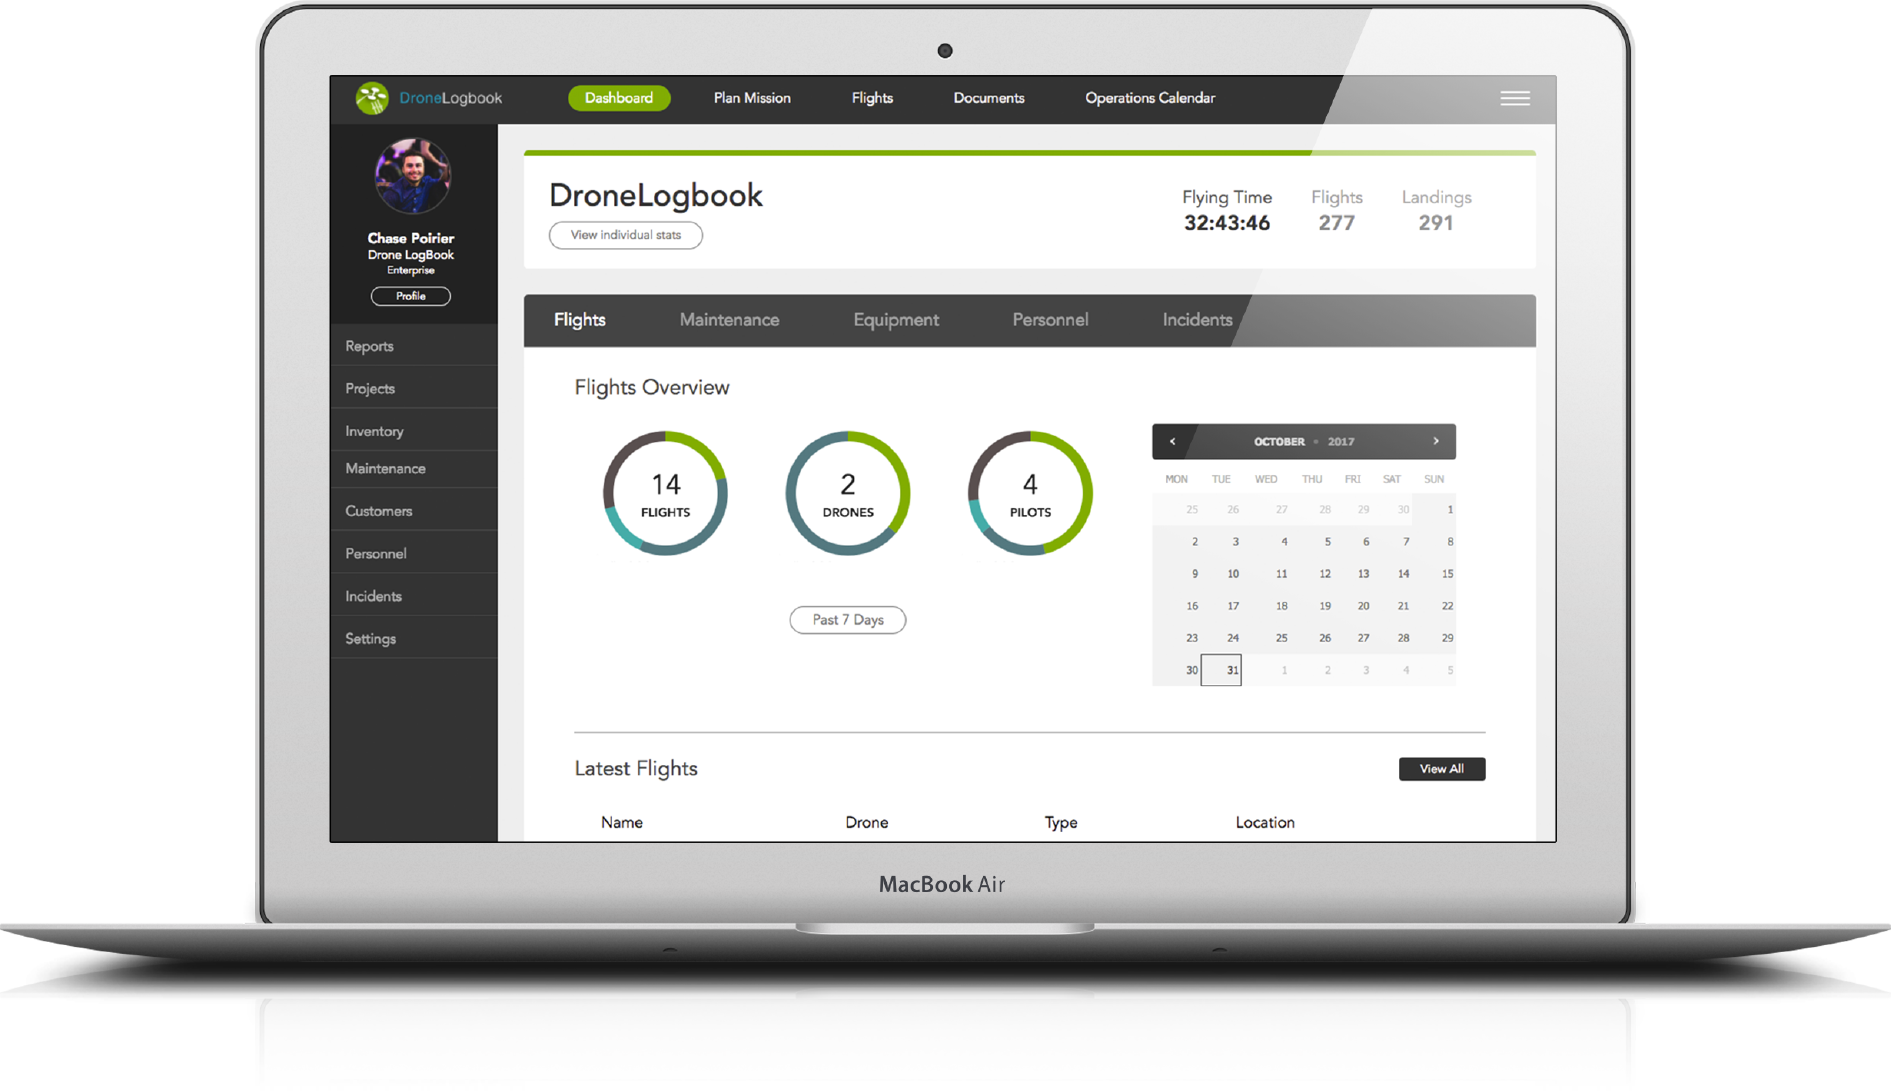 DroneLogbook
Dashboard
Plan Mission
Flights
Documents
Operations Calendar
Chase Poirier
Drone LogBook
Enterprise
Profile
Reports
Projects
Inventory
Maintenance
Customers
Personnel
Incidents
Settings
DroneLogbook
View individual stats
Flying Time
32:43:46
Flights
277
Landings
291
Flights
Maintenance
Equipment
Personnel
Incidents
Flights Overview
14
FLIGHTS
2
DRONES
4
PILOTS
Past 7 Days
‹ OCTOBER • 2017 ›
MON TUE WED THU FRI SAT SUN
25 26 27 28 29 30 1
2 3 4 5 6 7 8
9 10 11 12 13 14 15
16 17 18 19 20 21 22
23 24 25 26 27 28 29
30 31 1 2 3 4 5
Latest Flights
View All
Name Drone Type Location
MacBook Air